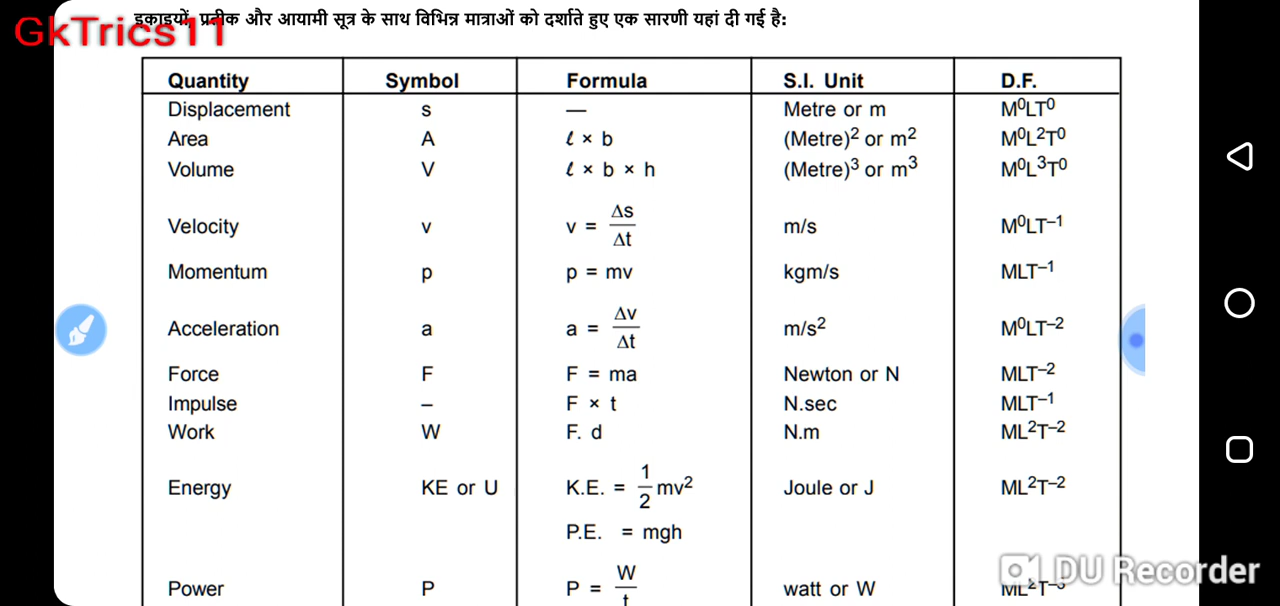 इकाइयों, प्रतीक और आयामी सूत्र के साथ विभिन्न मात्राओं को दर्शाते हुए एक सारणी यहां दी गई है:
GkTrics11
Quantity Symbol Formula S.I. Unit D.F.
Displacement s — Metre or m M⁰LT⁰
Area A ℓ × b (Metre)² or m² M⁰L²T⁰
Volume V ℓ × b × h (Metre)³ or m³ M⁰L³T⁰
Velocity v v = Δs/Δt m/s M⁰LT⁻¹
Momentum p p = mv kgm/s MLT⁻¹
Acceleration a a = Δv/Δt m/s² M⁰LT⁻²
Force F F = ma Newton or N MLT⁻²
Impulse – F × t N.sec MLT⁻¹
Work W F. d N.m ML²T⁻²
Energy KE or U K.E. = 1/2 mv² Joule or J ML²T⁻²
P.E. = mgh
Power P P = W/t watt or W ML²T⁻³
DU Recorder